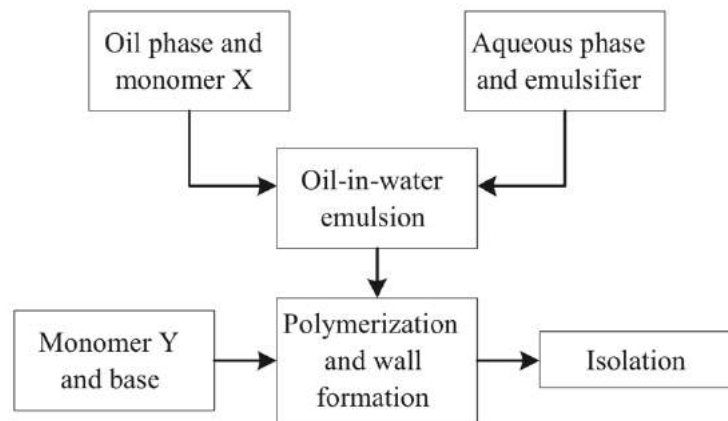 Oil phase and
monomer X
Aqueous phase
and emulsifier
Oil-in-water
emulsion
Monomer Y
and base
Polymerization
and wall
formation
Isolation